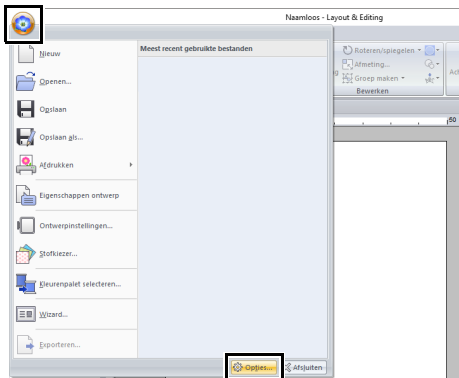 Naamloos - Layout & Editing
Nieuw
Openen...
Opslaan
Opslaan als...
Afdrukken
Eigenschappen ontwerp
Ontwerpinstellingen...
Stofkiezer...
Kleurenpalet selecteren...
Wizard...
Exporteren...
Meest recent gebruikte bestanden
Roteren/spiegelen
Afmeting...
Groep maken
Bewerken
50
Opties...
Afsluiten